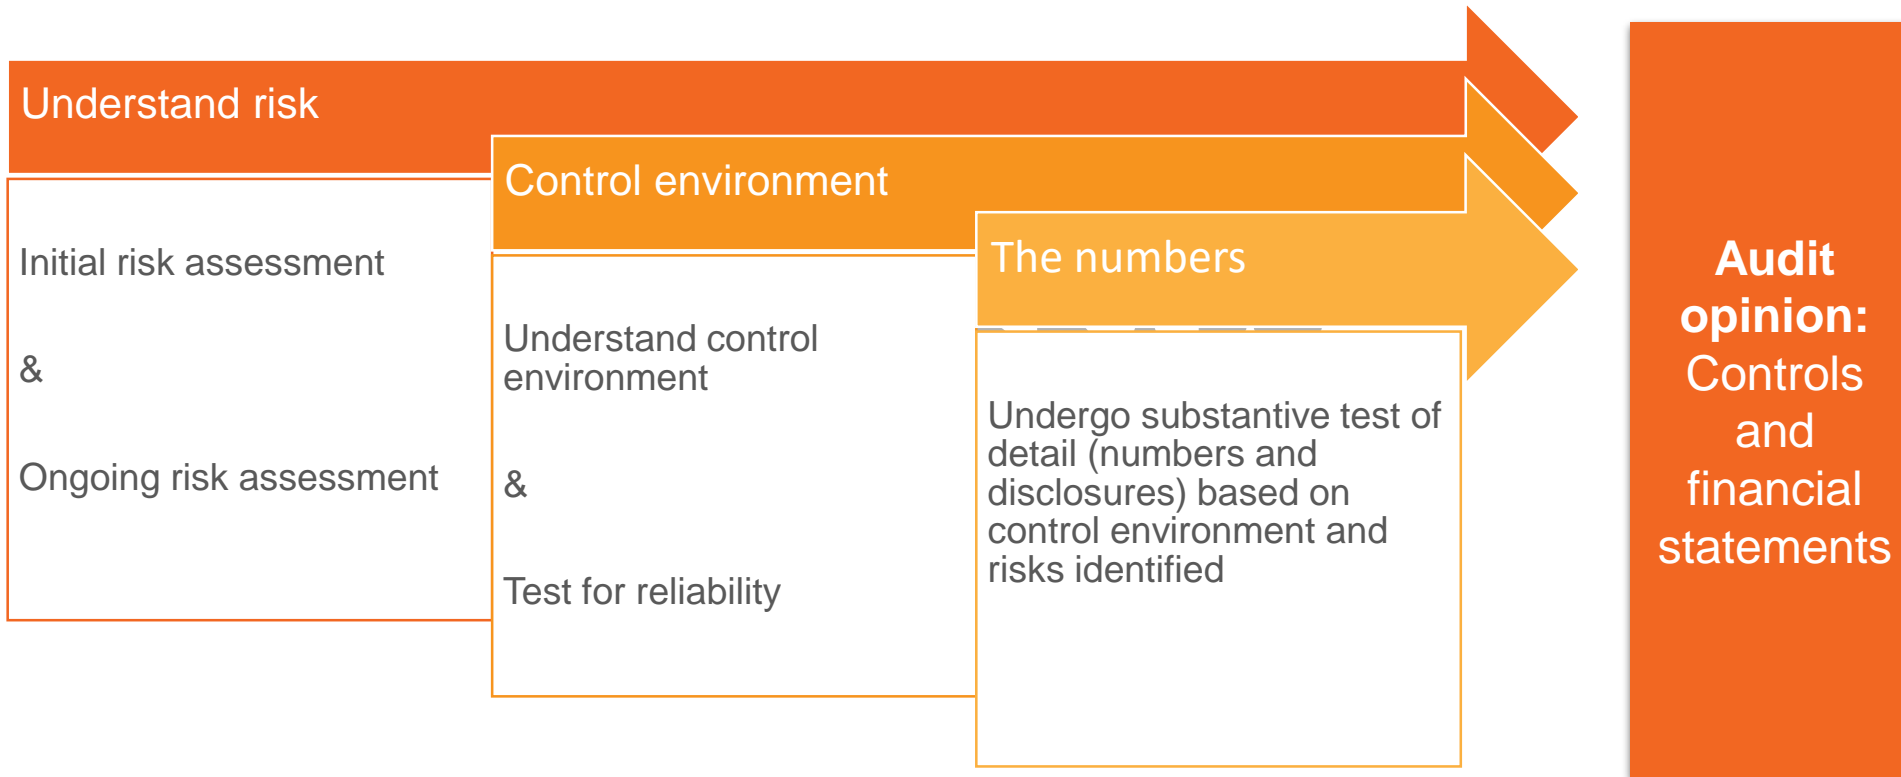 Understand risk
Initial risk assessment
&
Ongoing risk assessment
Control environment
Understand control
environment
&
Test for reliability
The numbers
Undergo substantive test of
detail (numbers and
disclosures) based on
control environment and
risks identified
Audit
opinion:
Controls
and
financial
statements